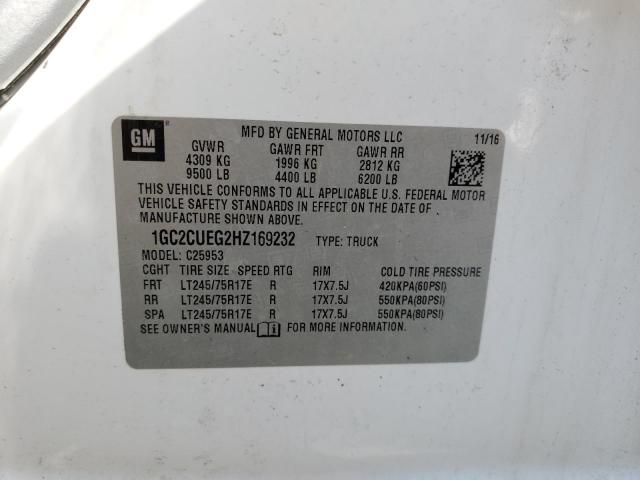 GM
MFD BY GENERAL MOTORS LLC 11/16
GVWR GAWR FRT GAWR RR
4309 KG 1996 KG 2812 KG
9500 LB 4400 LB 6200 LB
THIS VEHICLE CONFORMS TO ALL APPLICABLE U.S. FEDERAL MOTOR
VEHICLE SAFETY STANDARDS IN EFFECT ON THE DATE OF
MANUFACTURE SHOWN ABOVE.
1GC2CUEG2HZ169232 TYPE: TRUCK
MODEL: C25953
CGHT TIRE SIZE SPEED RTG RIM COLD TIRE PRESSURE
FRT LT245/75R17E R 17X7.5J 420KPA(60PSI)
RR LT245/75R17E R 17X7.5J 550KPA(80PSI)
SPA LT245/75R17E R 17X7.5J 550KPA(80PSI)
SEE OWNER'S MANUAL FOR MORE INFORMATION.